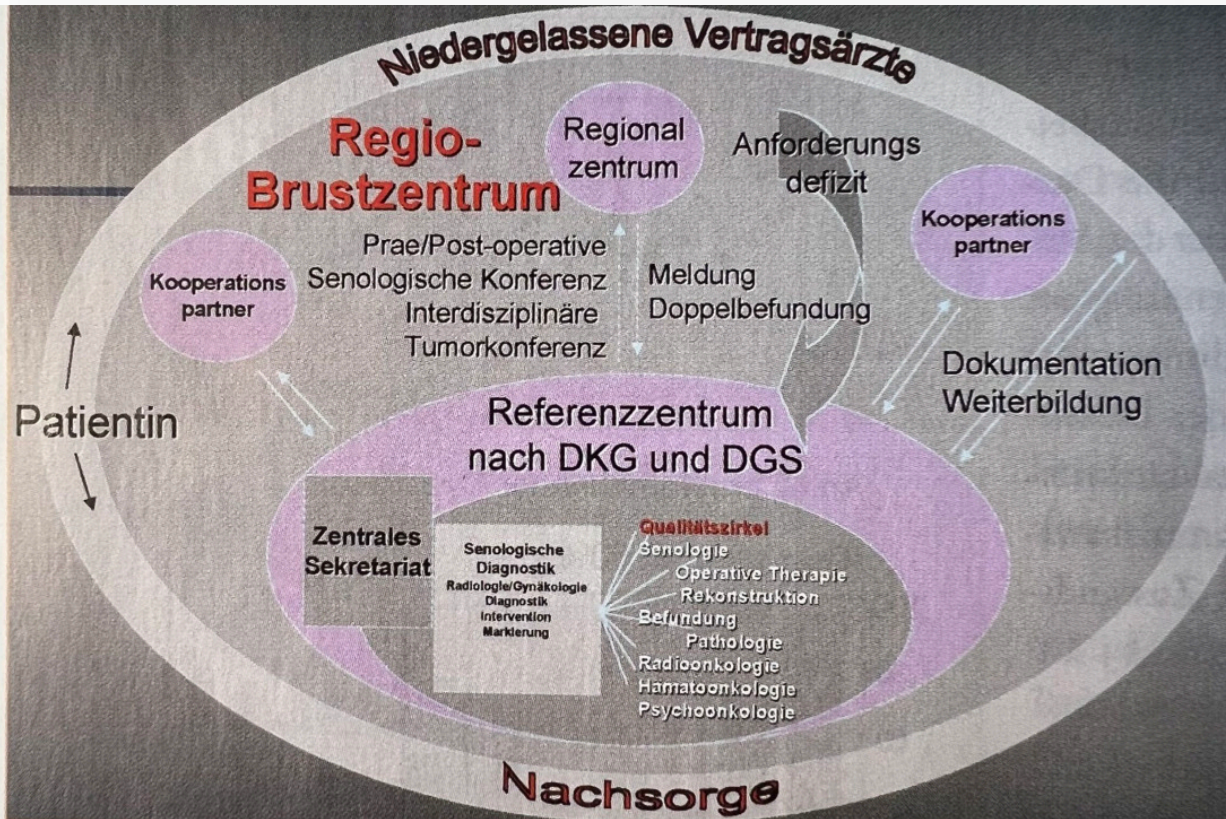 Niedergelassene Vertragsärzte
Regio-
Brustzentrum
Regional
zentrum
Anforderungs
defizit
Kooperations
partner
Kooperations
partner
Prae/Post-operative
Senologische Konferenz
Interdisziplinäre
Tumorkonferenz
Meldung
Doppelbefundung
Dokumentation
Weiterbildung
Patientin
Referenzzentrum
nach DKG und DGS
Zentrales
Sekretariat
Senologische
Diagnostik
Radiologie/Gynäkologie
Diagnostik
Intervention
Markierung
Qualitätszirkel
Senologie
Operative Therapie
Rekonstruktion
Befundung
Pathologie
Radioonkologie
Hämatoonkologie
Psychoonkologie
Nachsorge